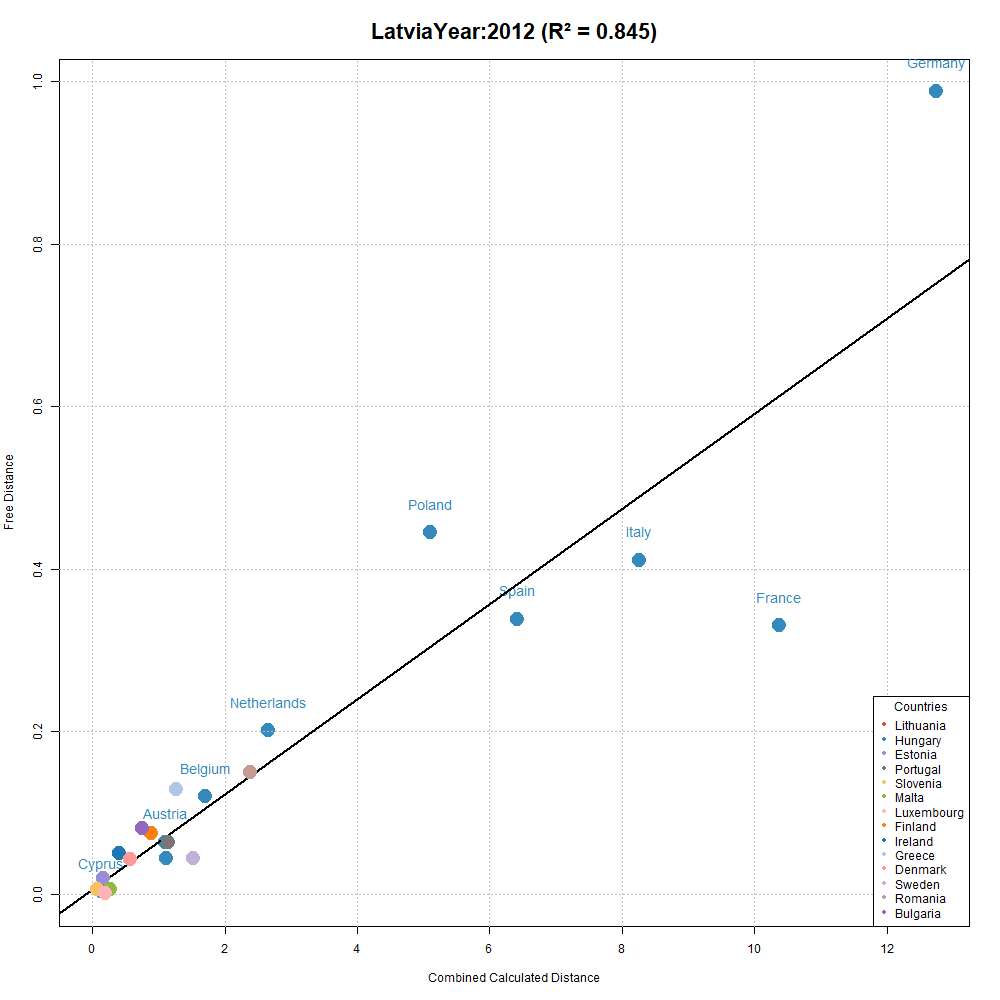 LatviaYear:2012 (R² = 0.845)
Germany
1.0
0.8
0.6
Poland
Italy
0.4
Spain
France
Free Distance
Netherlands
0.2
Belgium
Austria
Cyprus
0.0
Countries
Lithuania
Hungary
Estonia
Portugal
Slovenia
Malta
Luxembourg
Finland
Ireland
Greece
Denmark
Sweden
Romania
Bulgaria
0 2 4 6 8 10 12
Combined Calculated Distance